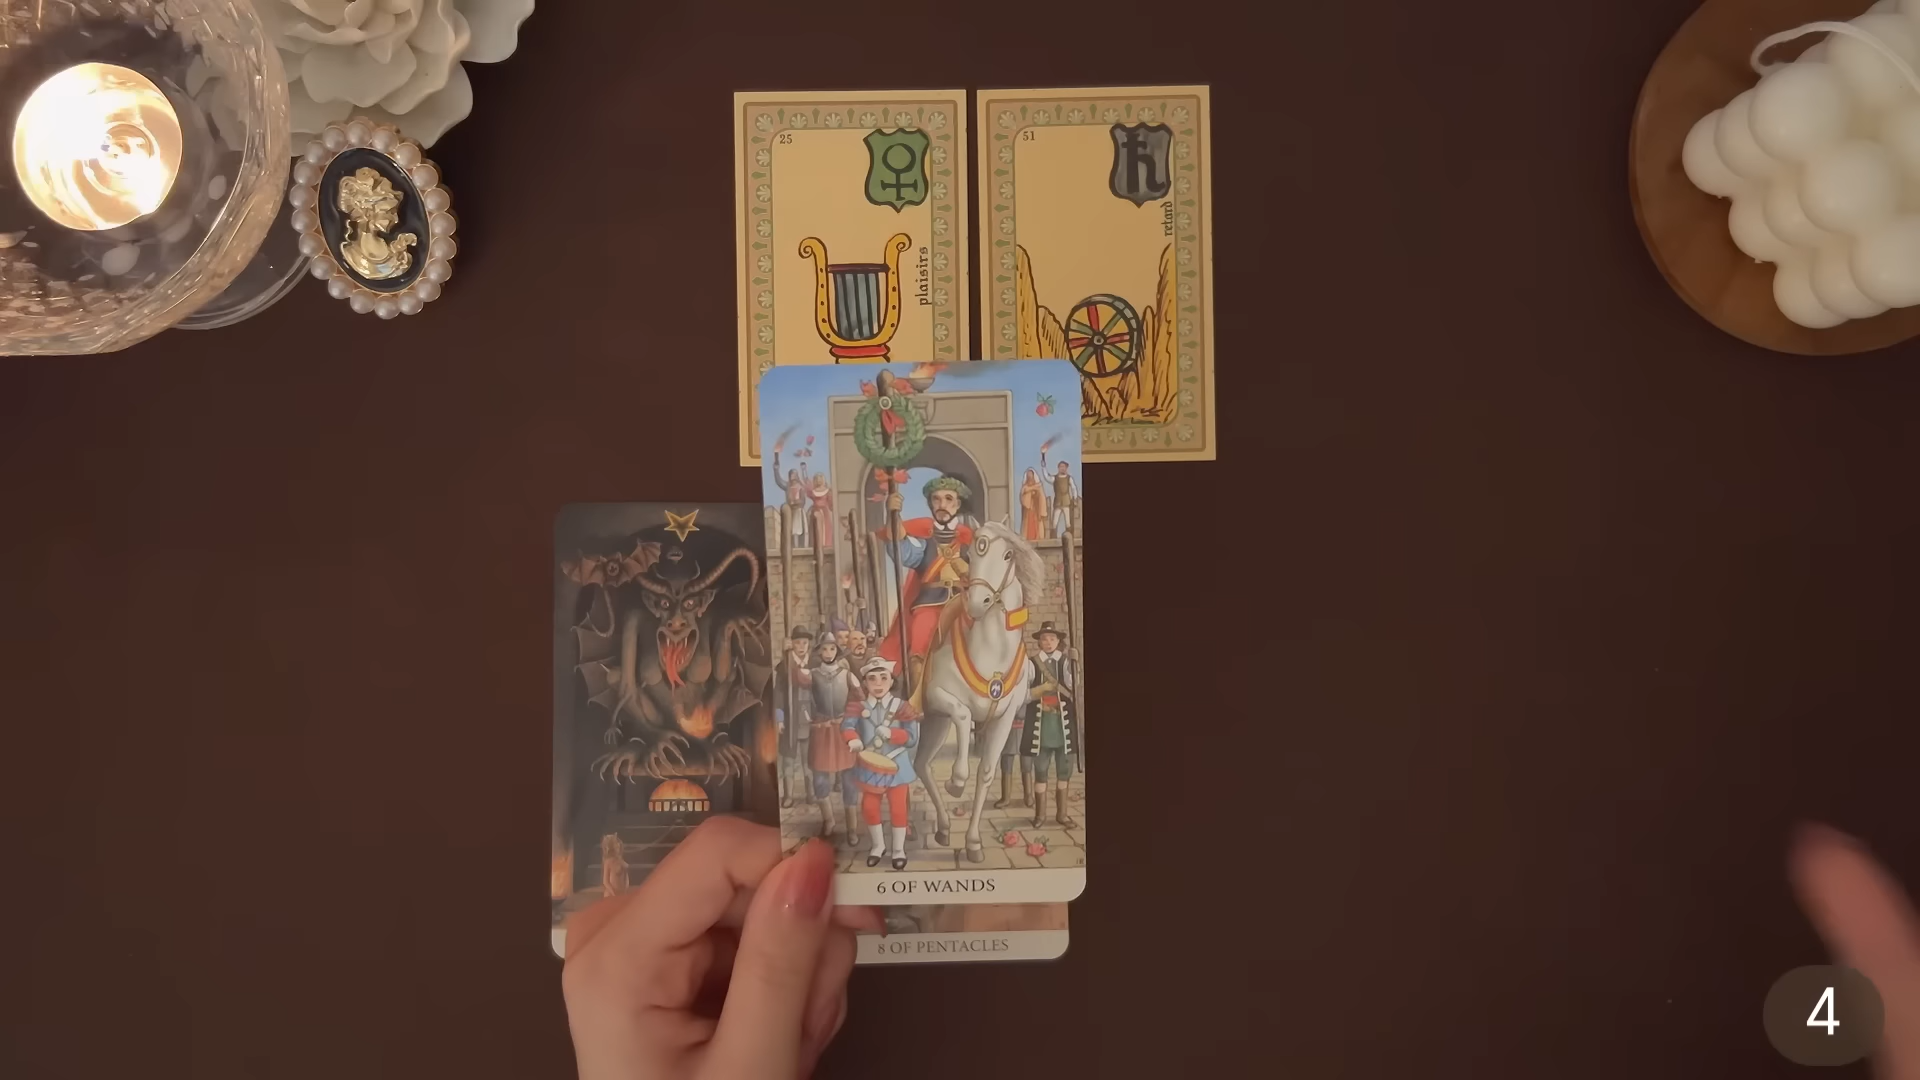 25
plaisirs
51
retard
6 OF WANDS
8 OF PENTACLES
4